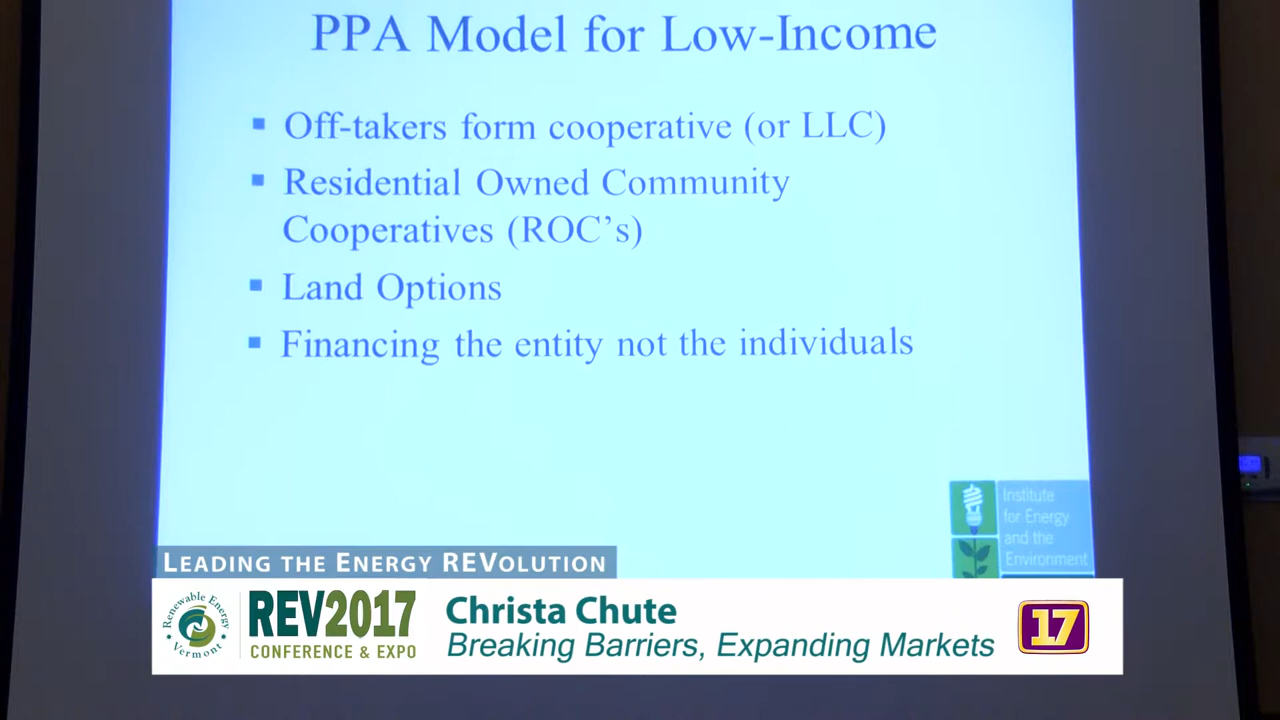 PPA Model for Low-Income
▪ Off-takers form cooperative (or LLC)
▪ Residential Owned Community
Cooperatives (ROC's)
▪ Land Options
▪ Financing the entity not the individuals
Institute
for Energy
and the
Environment
LEADING THE ENERGY REVOLUTION
Renewable Energy
Vermont
REV2017
CONFERENCE & EXPO
Christa Chute
Breaking Barriers, Expanding Markets
17